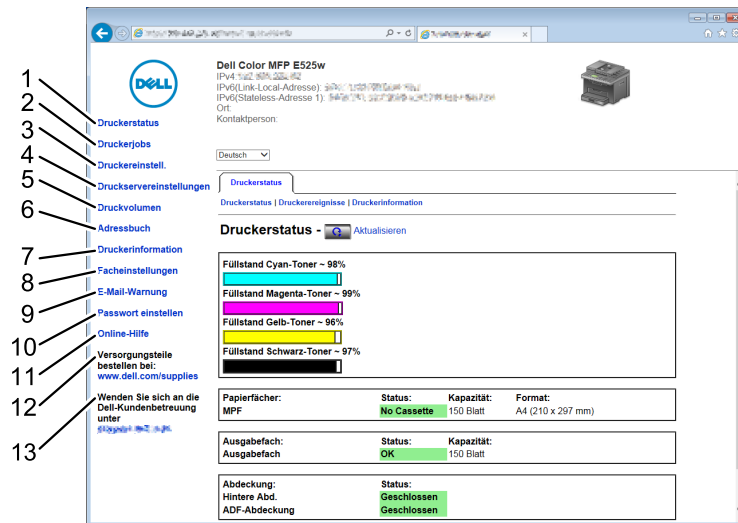 DELL
Dell Color MFP E525w
IPv4:
IPv6(Link-Local-Adresse):
IPv6(Stateless-Adresse 1):
Ort:
Kontaktperson:
Deutsch
1
Druckerstatus
2
Druckerjobs
3
Druckereinstell.
4
Druckservereinstellungen
5
Druckvolumen
6
Adressbuch
7
Druckerinformation
8
Facheinstellungen
9
E-Mail-Warnung
10
Passwort einstellen
11
Online-Hilfe
12
Versorgungsteile
bestellen bei:
www.dell.com/supplies
13
Wenden Sie sich an die
Dell-Kundenbetreuung
unter
Druckerstatus
Druckerstatus | Druckerereignisse | Druckerinformation
Druckerstatus - Aktualisieren
Füllstand Cyan-Toner ~ 98%
Füllstand Magenta-Toner ~ 99%
Füllstand Gelb-Toner ~ 96%
Füllstand Schwarz-Toner ~ 97%
Papierfächer: Status: Kapazität: Format:
MPF No Cassette 150 Blatt A4 (210 x 297 mm)
Ausgabefach: Status: Kapazität:
Ausgabefach OK 150 Blatt
Abdeckung: Status:
Hintere Abd. Geschlossen
ADF-Abdeckung Geschlossen